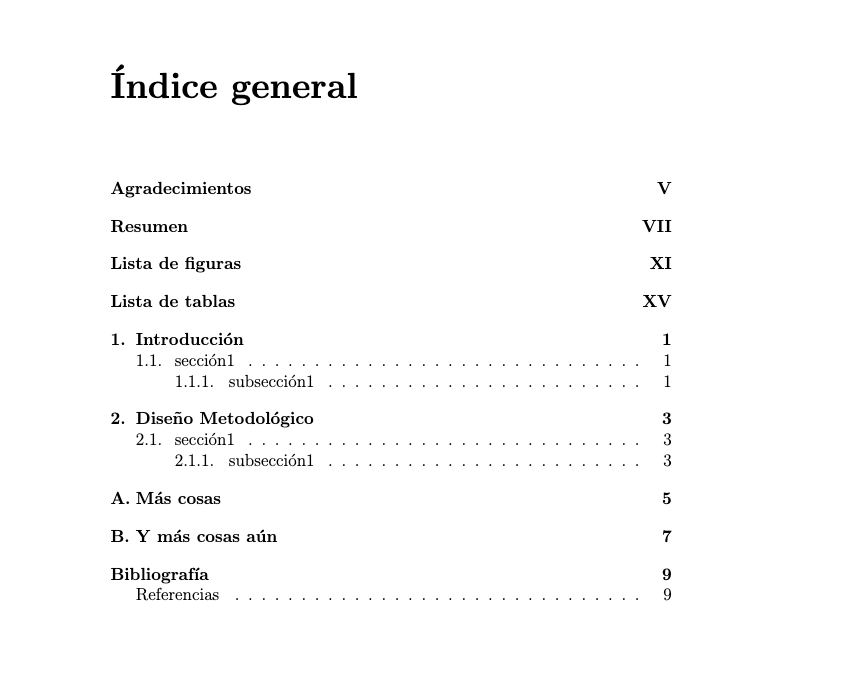 Índice general
Agradecimientos V
Resumen VII
Lista de figuras XI
Lista de tablas XV
1. Introducción 1
1.1. sección1 . . . . . . . . . . . . . . . . . . . . . . . . . . . . . . 1
1.1.1. subsección1 . . . . . . . . . . . . . . . . . . . . . . . . 1
2. Diseño Metodológico 3
2.1. sección1 . . . . . . . . . . . . . . . . . . . . . . . . . . . . . . 3
2.1.1. subsección1 . . . . . . . . . . . . . . . . . . . . . . . . 3
A. Más cosas 5
B. Y más cosas aún 7
Bibliografía 9
Referencias . . . . . . . . . . . . . . . . . . . . . . . . . . . . . . . 9